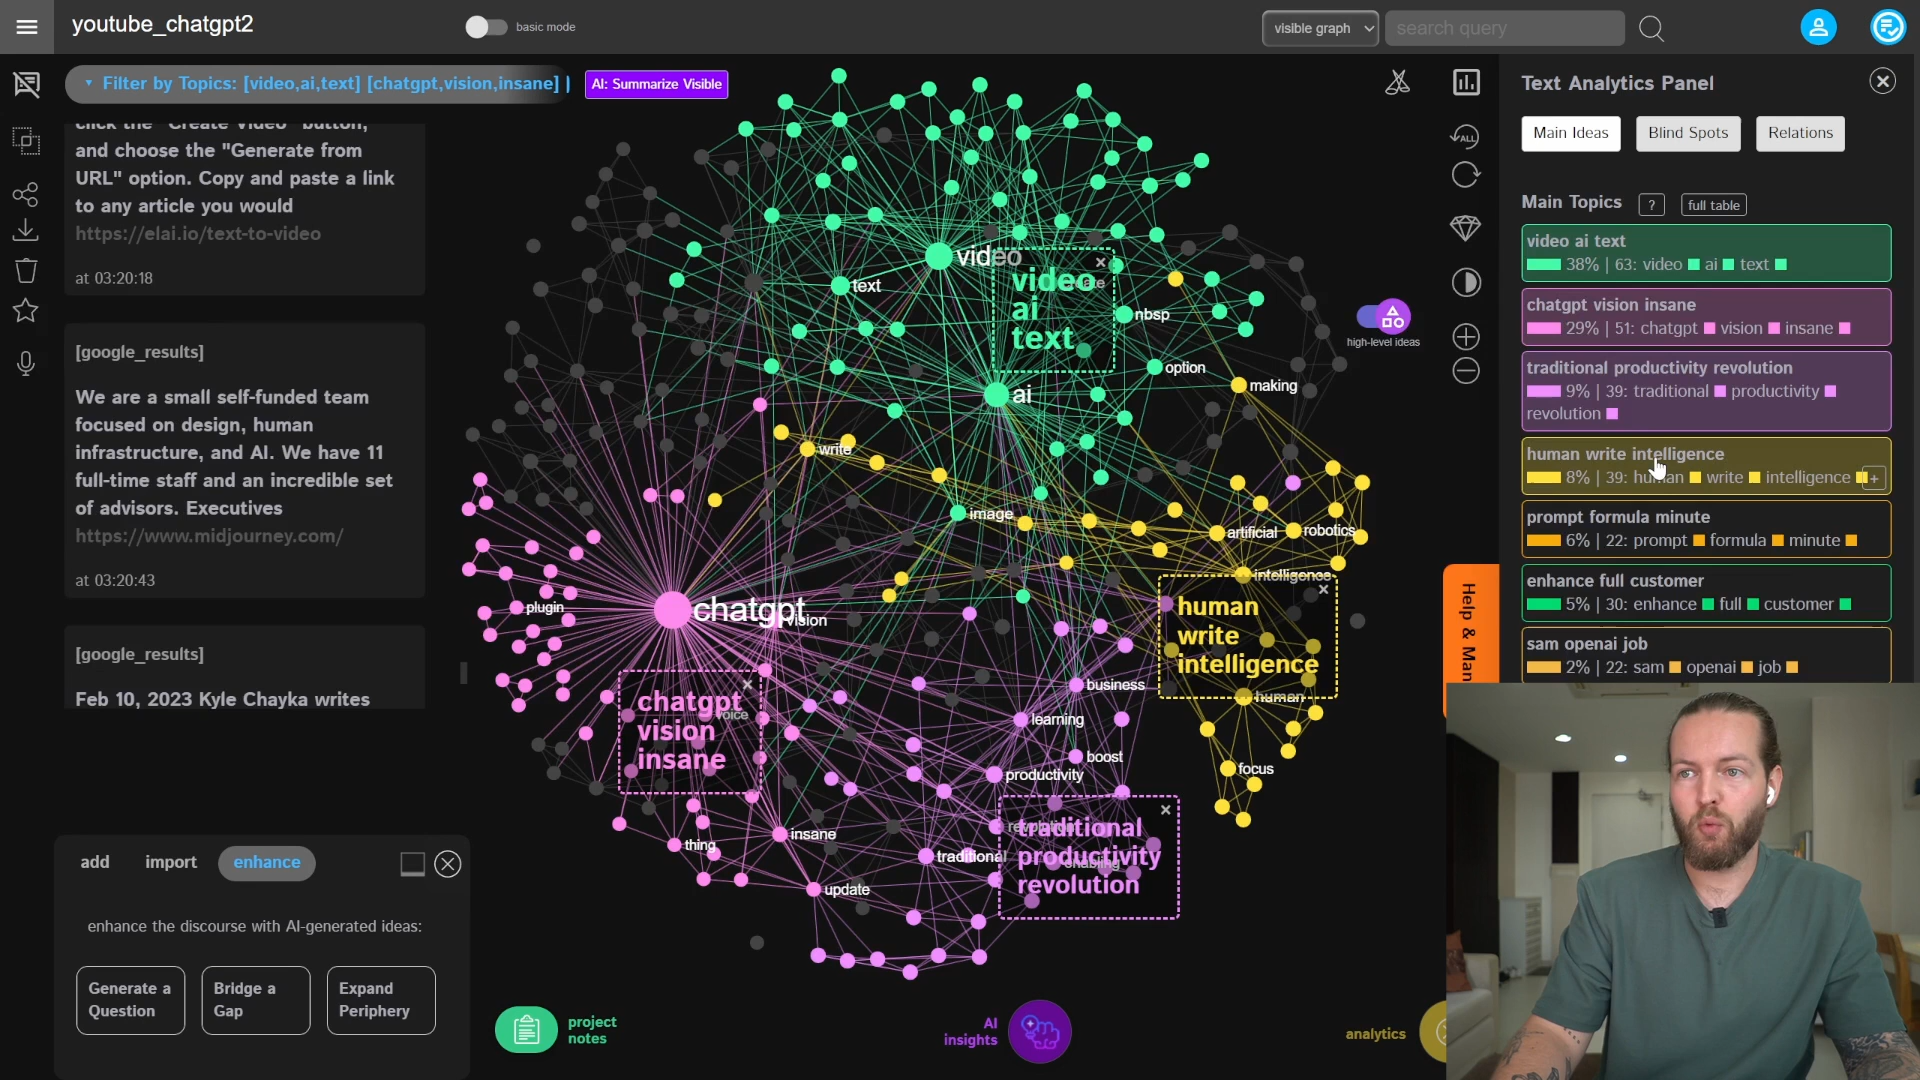 youtube_chatgpt2
basic mode
visible graph
search query
Filter by Topics: [video,ai,text] [chatgpt,vision,insane]
AI: Summarize Visible
click the "Create Video" button,
and choose the "Generate from
URL" option. Copy and paste a link
to any article you would
https://elai.io/text-to-video
at 03:20:18
[google_results]
We are a small self-funded team
focused on design, human
infrastructure, and AI. We have 11
full-time staff and an incredible set
of advisors. Executives
https://www.midjourney.com/
at 03:20:43
[google_results]
Feb 10, 2023 Kyle Chayka writes
add
import
enhance
enhance the discourse with AI-generated ideas:
Generate a
Question
Bridge a
Gap
Expand
Periphery
video
text
video
ai
text
nbsp
option
making
ai
write
image
artificial
robotics
intelligence
human
write
intelligence
human
plugin
chatgpt
vision
chatgpt
vision
insane
voice
business
learning
boost
productivity
focus
insane
thing
traditional
traditional
productivity
revolution
revolution
enabling
update
high-level ideas
ALL
project
notes
AI
insights
analytics
Help & Man
Text Analytics Panel
Main Ideas
Blind Spots
Relations
Main Topics
?
full table
video ai text
38% | 63: video ai text
chatgpt vision insane
29% | 51: chatgpt vision insane
traditional productivity revolution
9% | 39: traditional productivity
revolution
human write intelligence
8% | 39: human write intelligence
+
prompt formula minute
6% | 22: prompt formula minute
enhance full customer
5% | 30: enhance full customer
sam openai job
2% | 22: sam openai job